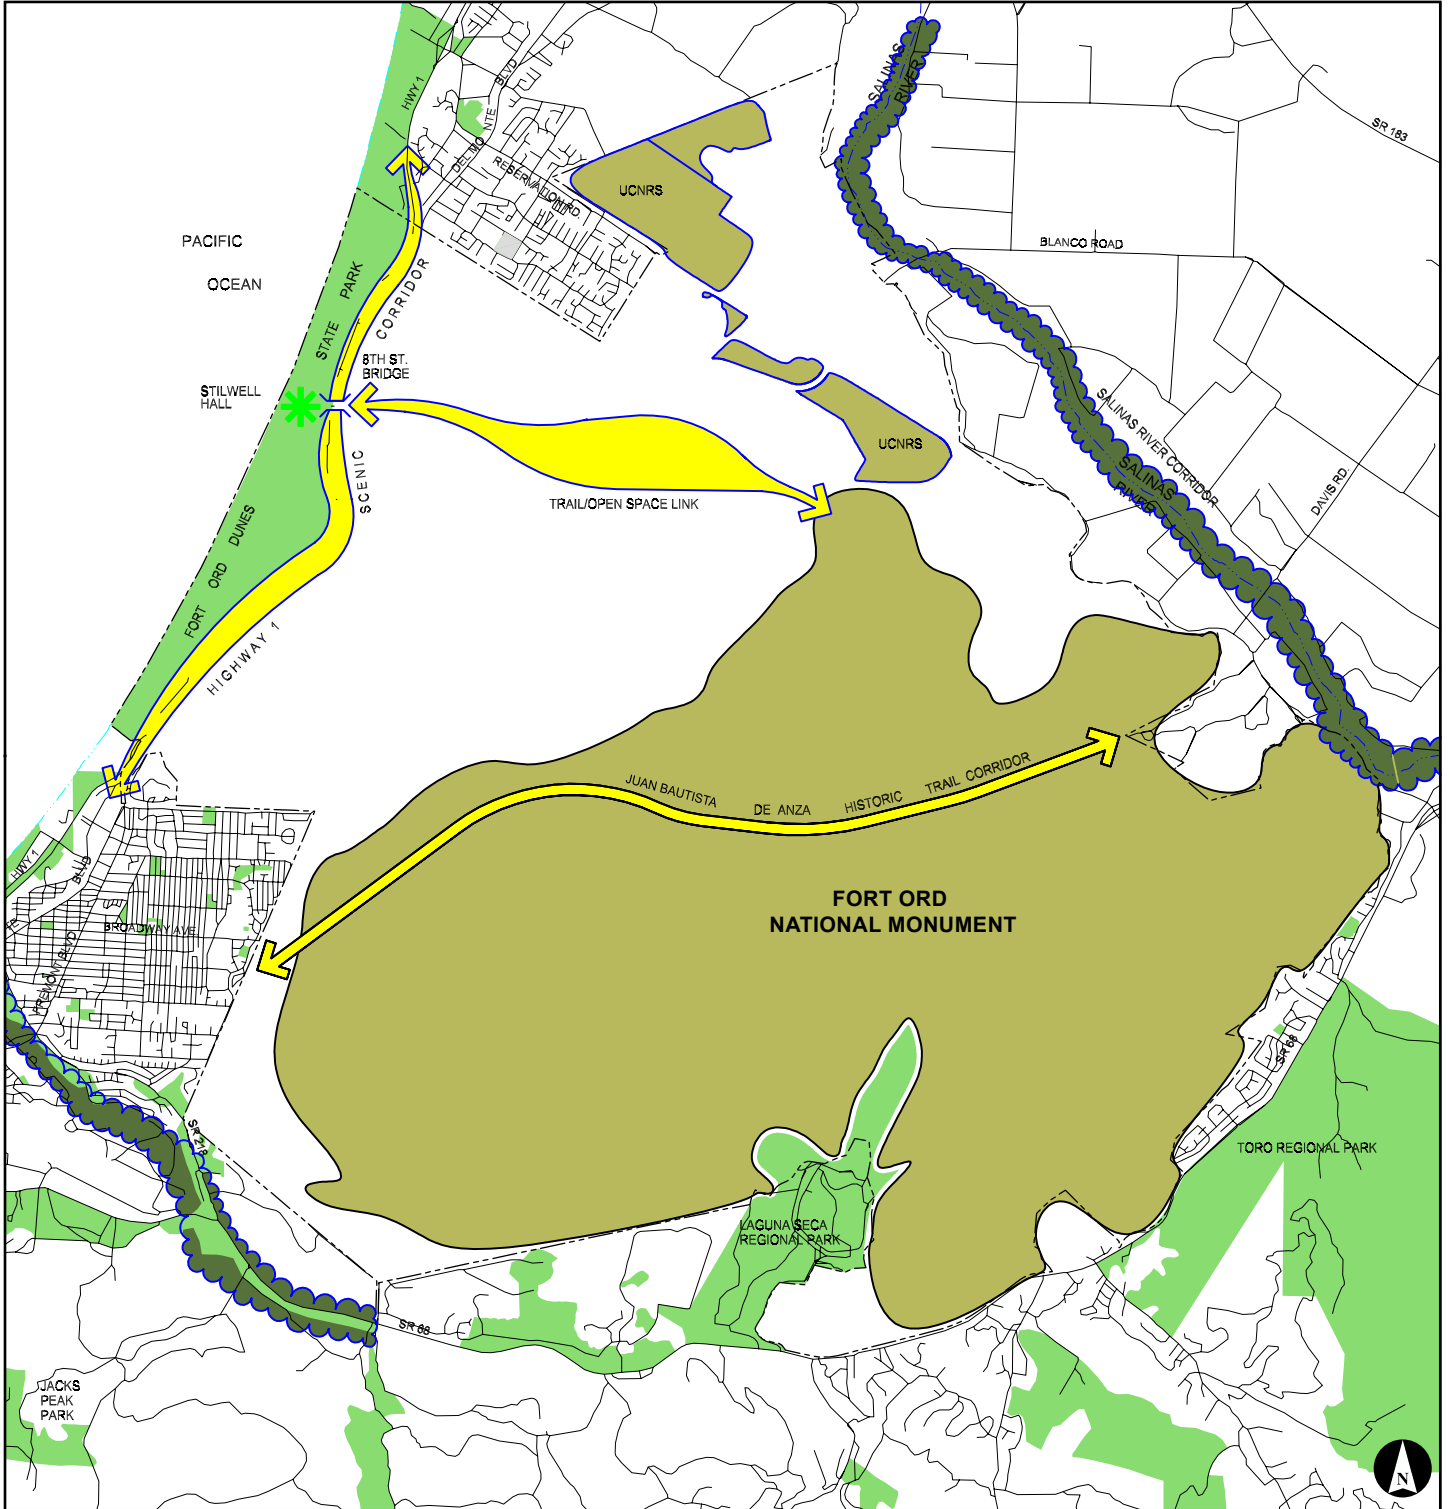 SALINAS
RIVER
SR 183
HWY 1
BLVD
DEL MONTE
RESERVATION RD.
UCNRS
PACIFIC
OCEAN
BLANCO ROAD
STATE PARK
CORRIDOR
8TH ST.
BRIDGE
STILWELL
HALL
SALINAS RIVER CORRIDOR
SALINAS
RIVER
DAVIS RD.
UCNRS
SCENIC
TRAIL/OPEN SPACE LINK
FORT ORD DUNES
HIGHWAY 1
JUAN BAUTISTA DE ANZA HISTORIC TRAIL CORRIDOR
HWY 1
BLVD
FORT ORD
NATIONAL MONUMENT
BROADWAY AVE.
FREMONT BLVD
SR 68
SR 218
TORO REGIONAL PARK
LAGUNA SECA
REGIONAL PARK
SR 68
JACKS
PEAK
PARK
N